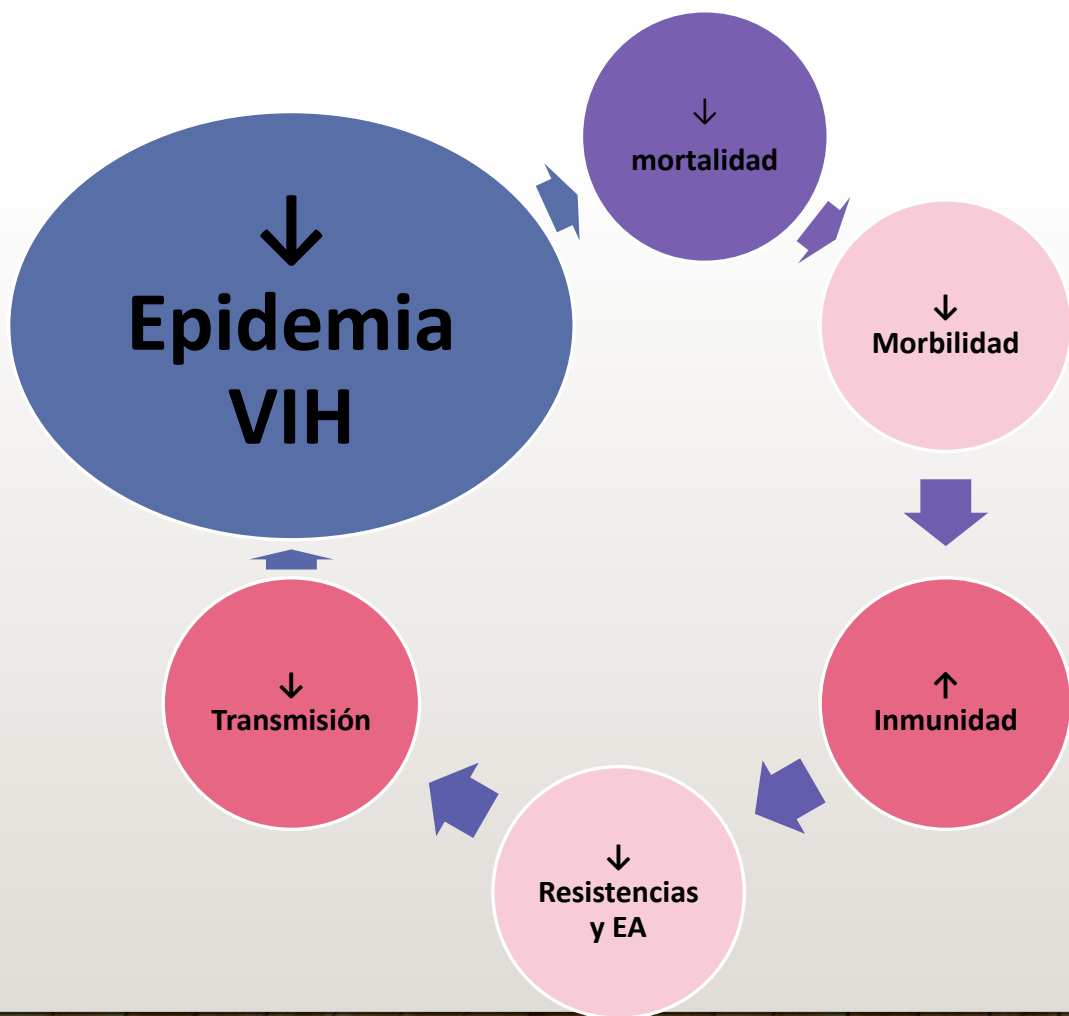 ↓
Epidemia
VIH
↓
mortalidad
↓
Morbilidad
↑
Inmunidad
↓
Resistencias
y EA
↓
Transmisión